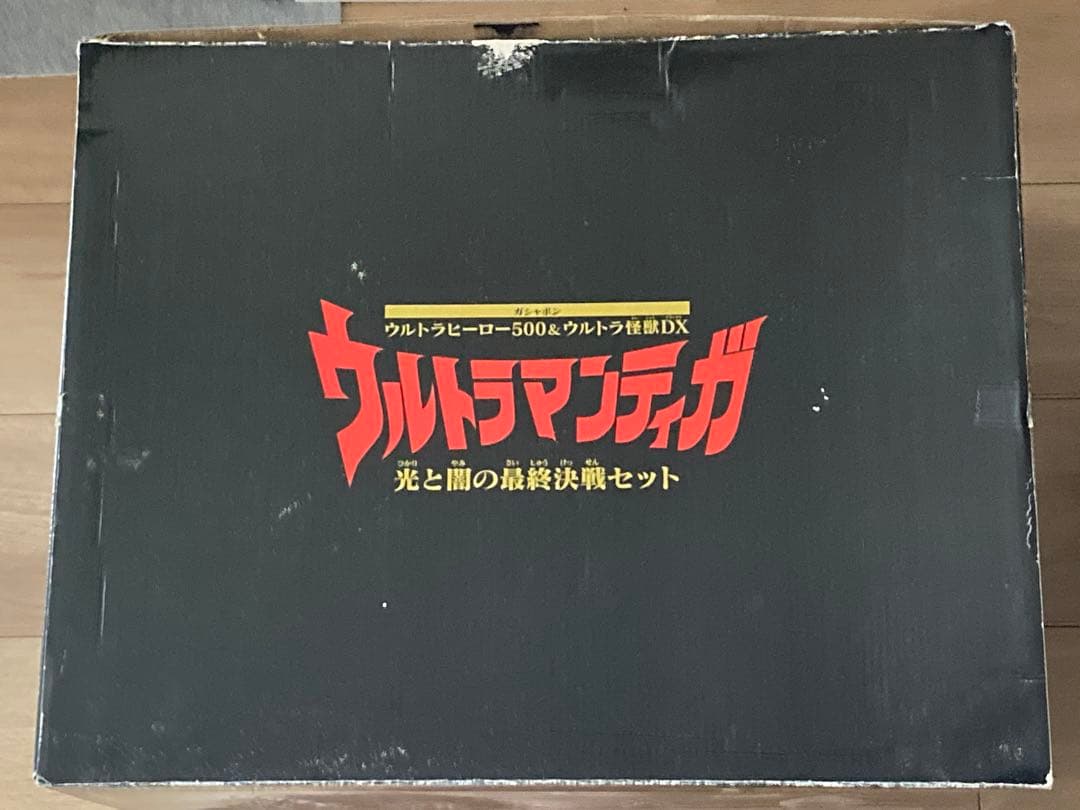 ガシャポン
ウルトラヒーロー500&ウルトラ怪獣DX
ウルトラマンティガ
光と闇の最終決戦セット